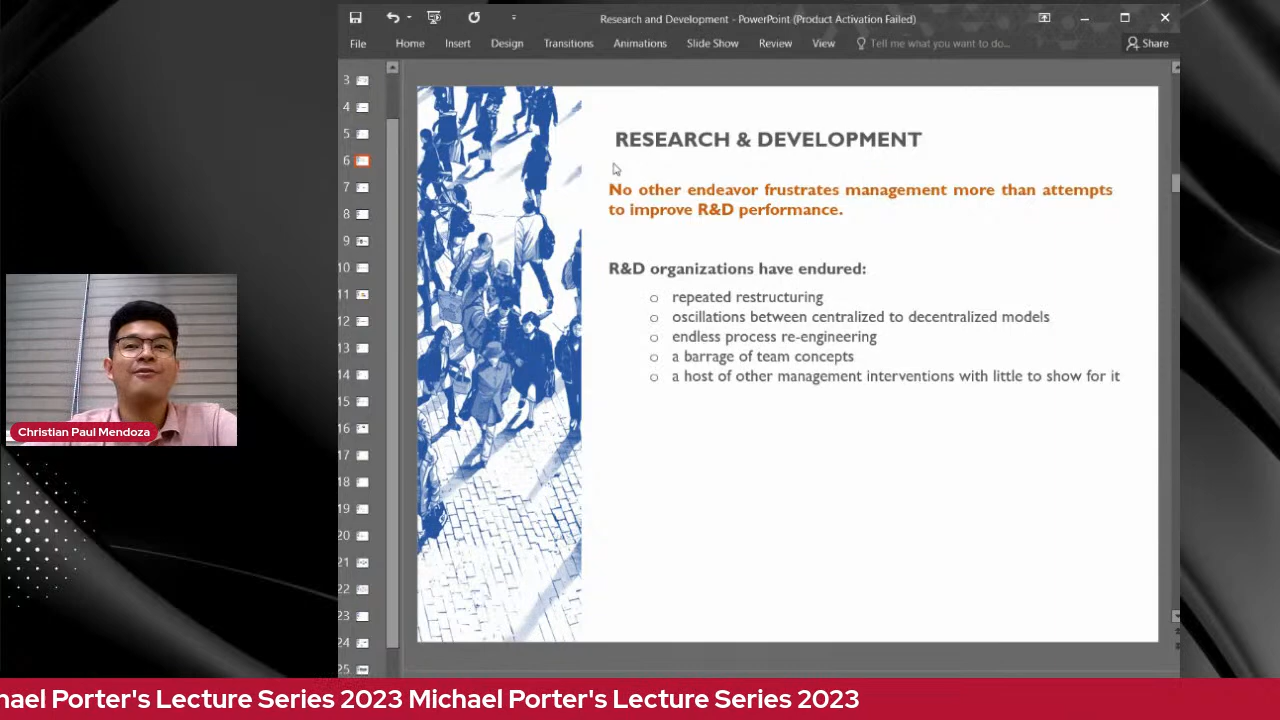 Research and Development - PowerPoint (Product Activation Failed)
File Home Insert Design Transitions Animations Slide Show Review View Tell me what you want to do... Share
3
4
5
6
7
8
9
10
11
12
13
14
15
16
17
18
19
20
21
22
23
24
25
RESEARCH & DEVELOPMENT
No other endeavor frustrates management more than attempts
to improve R&D performance.
R&D organizations have endured:
o repeated restructuring
o oscillations between centralized to decentralized models
o endless process re-engineering
o a barrage of team concepts
o a host of other management interventions with little to show for it
Christian Paul Mendoza
hael Porter's Lecture Series 2023 Michael Porter's Lecture Series 2023